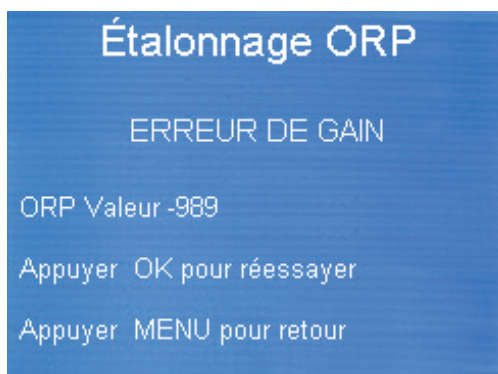 Étalonnage ORP
ERREUR DE GAIN
ORP Valeur -989
Appuyer OK pour réessayer
Appuyer MENU pour retour